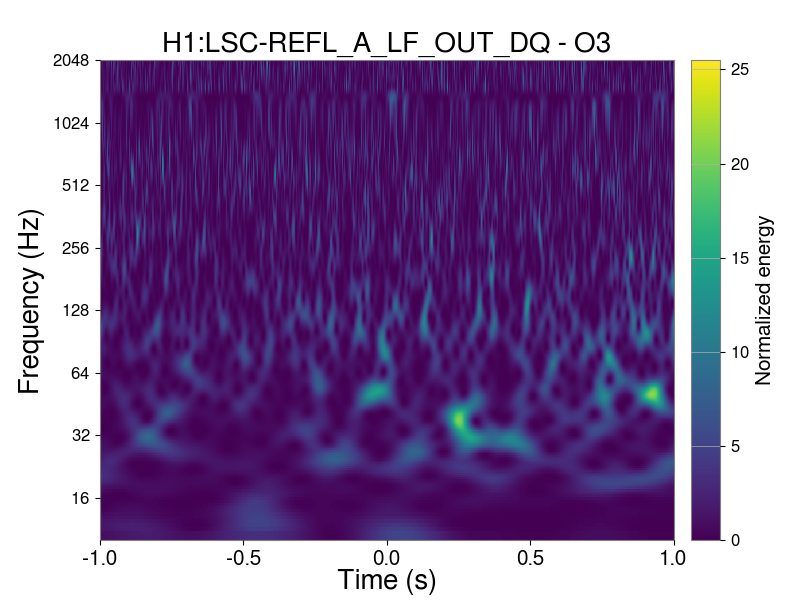 H1:LSC-REFL_A_LF_OUT_DQ - O3
2048
1024
512
256
128
64
32
16
Frequency (Hz)
-1.0 -0.5 0.0 0.5 1.0
Time (s)
25
20
15
10
5
0
Normalized energy